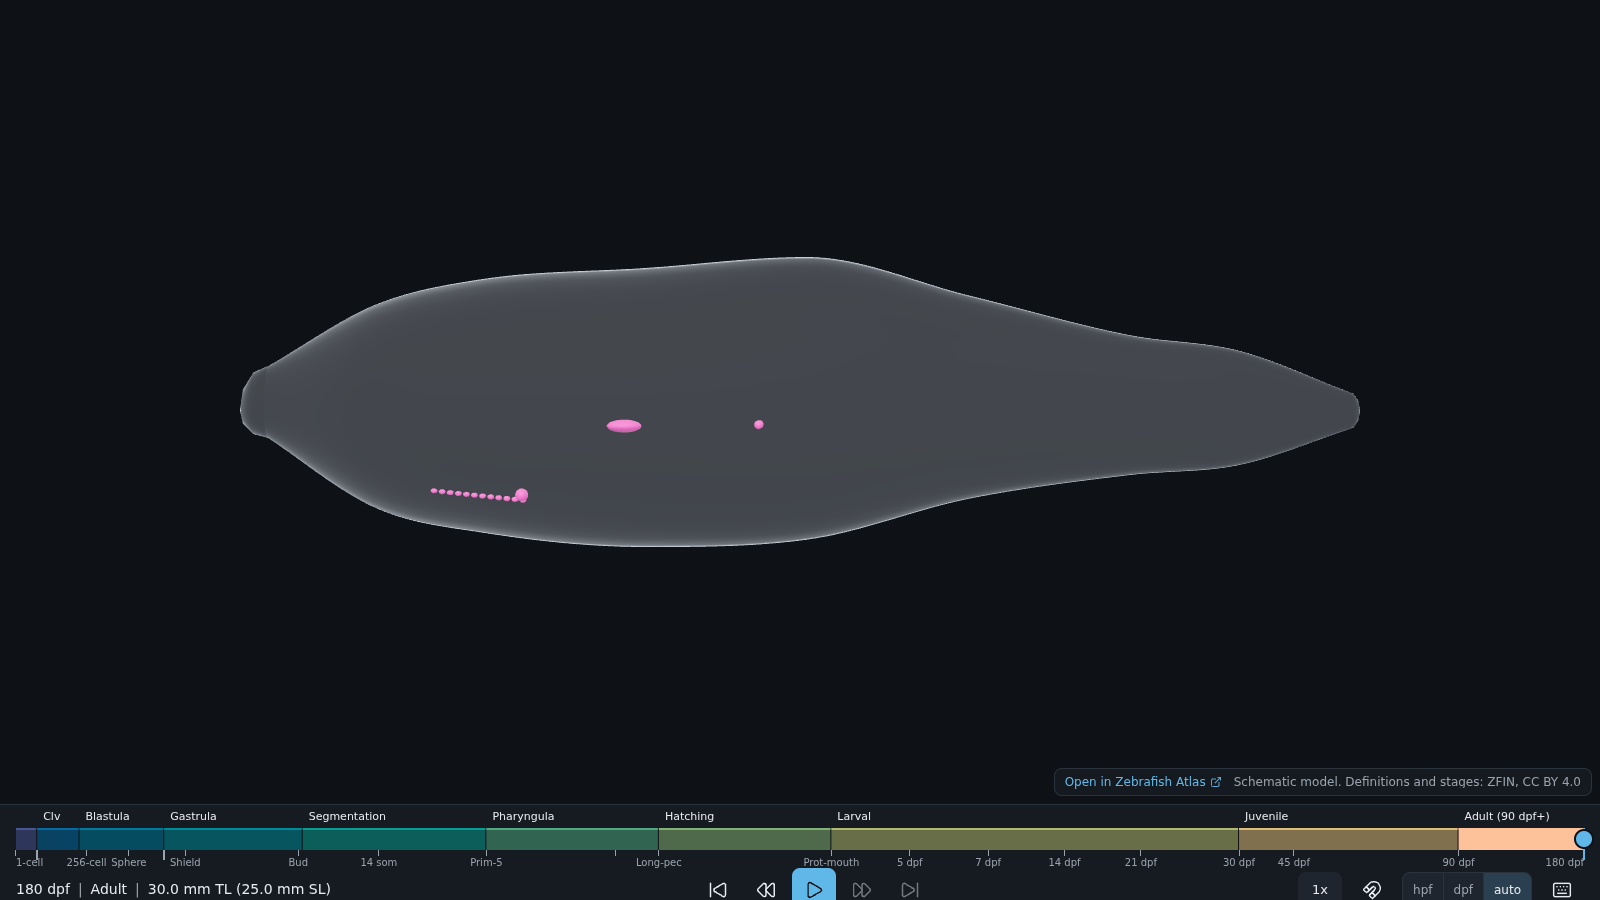 Open in Zebrafish Atlas Schematic model. Definitions and stages: ZFIN, CC BY 4.0
Clv Blastula Gastrula Segmentation Pharyngula Hatching Larval Juvenile Adult (90 dpf+)
1-cell 256-cell Sphere Shield Bud 14 som Prim-5 Long-pec Prot-mouth 5 dpf 7 dpf 14 dpf 21 dpf 30 dpf 45 dpf 90 dpf 180 dpf
180 dpf | Adult | 30.0 mm TL (25.0 mm SL) 1x hpf dpf auto